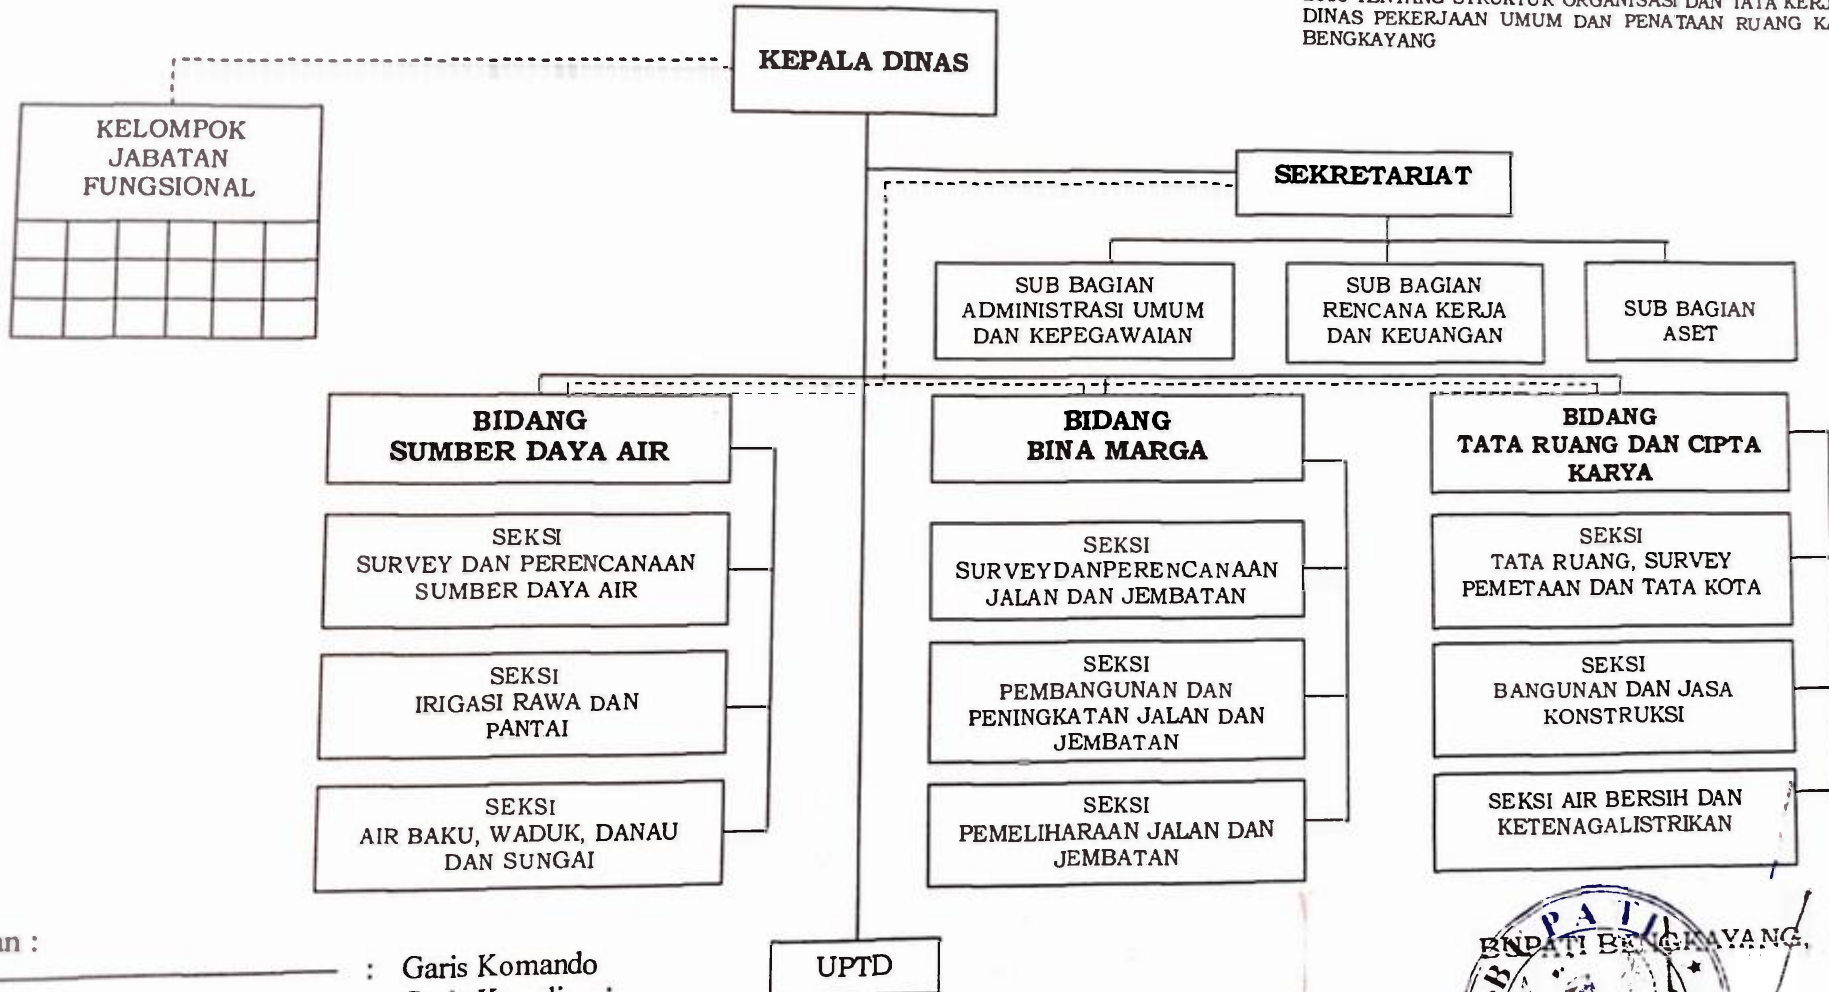 DINAS PEKERJAAN UMUM DAN PENATAAN RUANG
BENGKAYANG
KEPALA DINAS
KELOMPOK
JABATAN
FUNGSIONAL
SEKRETARIAT
SUB BAGIAN
ADMINISTRASI UMUM
DAN KEPEGAWAIAN
SUB BAGIAN
RENCANA KERJA
DAN KEUANGAN
SUB BAGIAN
ASET
BIDANG
SUMBER DAYA AIR
SEKSI
SURVEY DAN PERENCANAAN
SUMBER DAYA AIR
SEKSI
IRIGASI RAWA DAN
PANTAI
SEKSI
AIR BAKU, WADUK, DANAU
DAN SUNGAI
BIDANG
BINA MARGA
SEKSI
SURVEYDANPERENCANAAN
JALAN DAN JEMBATAN
SEKSI
PEMBANGUNAN DAN
PENINGKATAN JALAN DAN
JEMBATAN
SEKSI
PEMELIHARAAN JALAN DAN
JEMBATAN
BIDANG
TATA RUANG DAN CIPTA
KARYA
SEKSI
TATA RUANG, SURVEY
PEMETAAN DAN TATA KOTA
SEKSI
BANGUNAN DAN JASA
KONSTRUKSI
SEKSI AIR BERSIH DAN
KETENAGALISTRIKAN
: Garis Komando
UPTD
BUPATI BENGKAYANG,